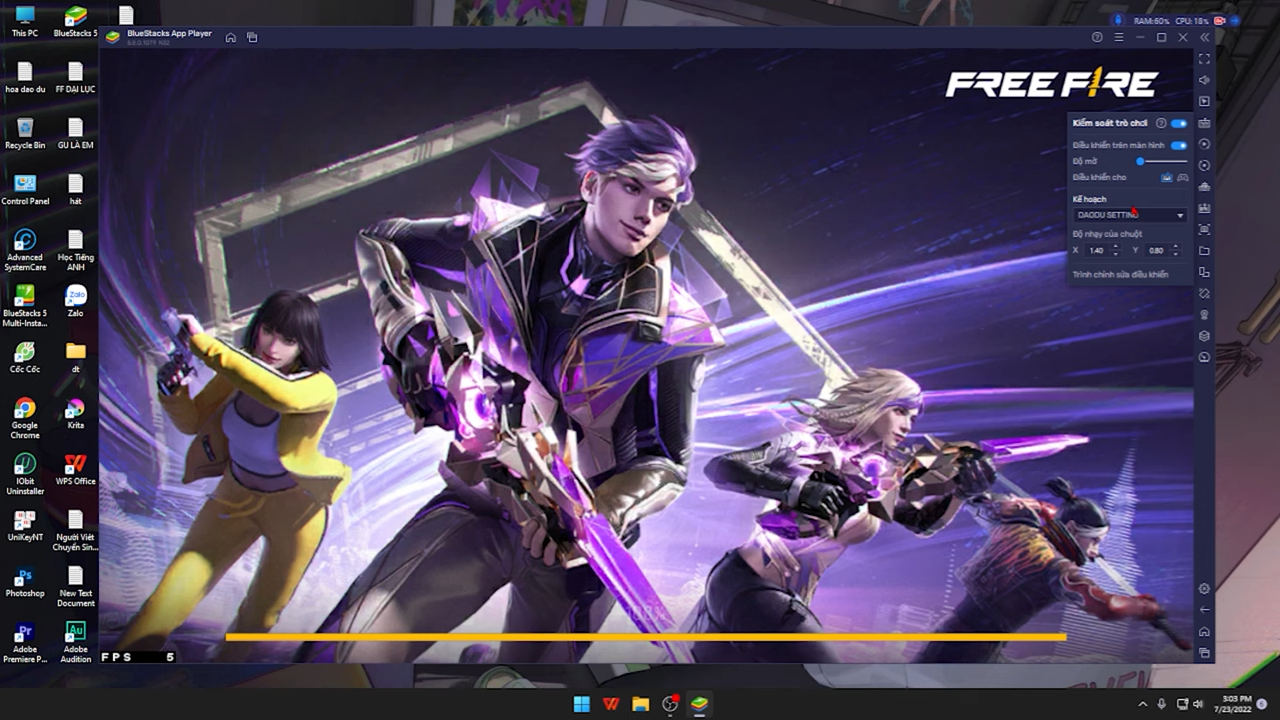 RAM:60% CPU: 18%
This PC
BlueStacks 5
BlueStacks App Player
FREE FIRE
hoa dao du
FF ĐẠI LỤC
Kiểm soát trò chơi
Điều khiển trên màn hình
Recycle Bin
GU LÀ EM
Độ mờ
Điều khiển cho
Control Panel
hát
Kế hoạch
DAODU SETTING
Độ nhạy của chuột
X 1.40 Y 0.80
Advanced
SystemCare
Học Tiếng
ANH
Trình chỉnh sửa điều khiển
BlueStacks 5
Multi-Insta...
Zalo
Cốc Cốc
dt
Google
Chrome
Krita
IObit
Uninstaller
WPS Office
UniKeyNT
Người Việt
Chuyển Sin...
Photoshop
New Text
Document
Adobe
Premiere P...
Adobe
Audition
FPS 5
3:03 PM
7/23/2022